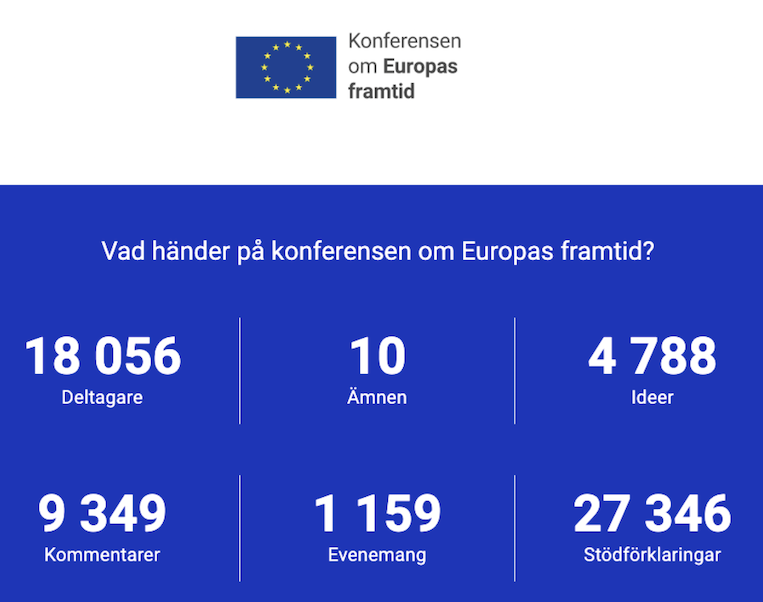 Konferensen
om Europas
framtid
Vad händer på konferensen om Europas framtid?
18 056
Deltagare
10
Ämnen
4 788
Ideer
9 349
Kommentarer
1 159
Evenemang
27 346
Stödförklaringar